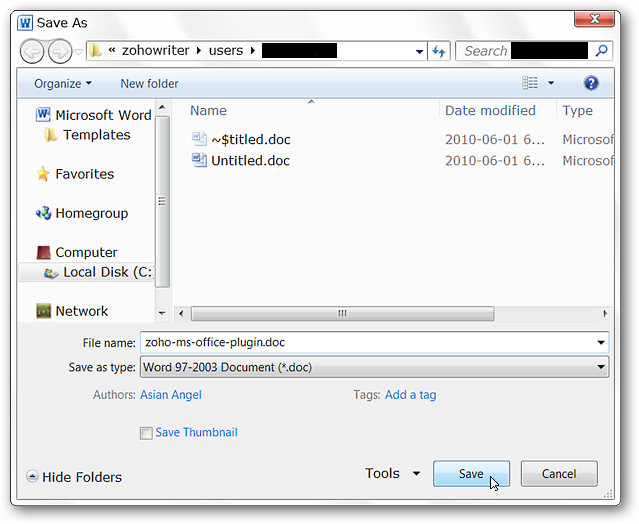 Save As
« zohowriter users
Search
Organize New folder
Name Date modified Type
Microsoft Word
Templates
Favorites
Homegroup
Computer
Local Disk (C:
Network
~$titled.doc 2010-06-01 6... Microsof
Untitled.doc 2010-06-01 6... Microsof
File name: zoho-ms-office-plugin.doc
Save as type: Word 97-2003 Document (*.doc)
Authors: Asian Angel Tags: Add a tag
Save Thumbnail
Hide Folders Tools Save Cancel